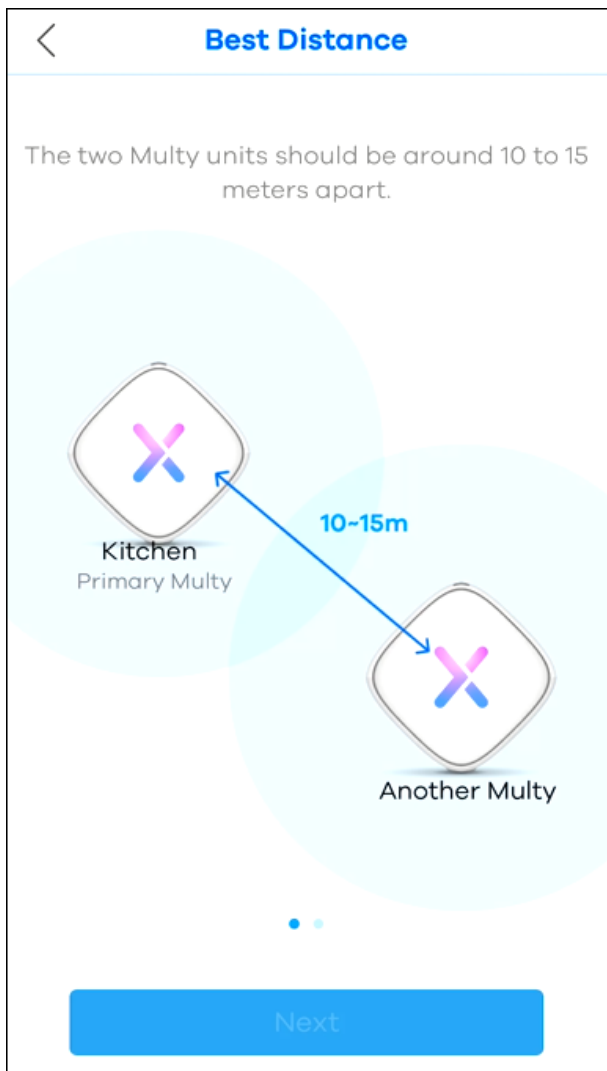 Best Distance
The two Multy units should be around 10 to 15
meters apart.
10~15m
Kitchen
Primary Multy
Another Multy
Next